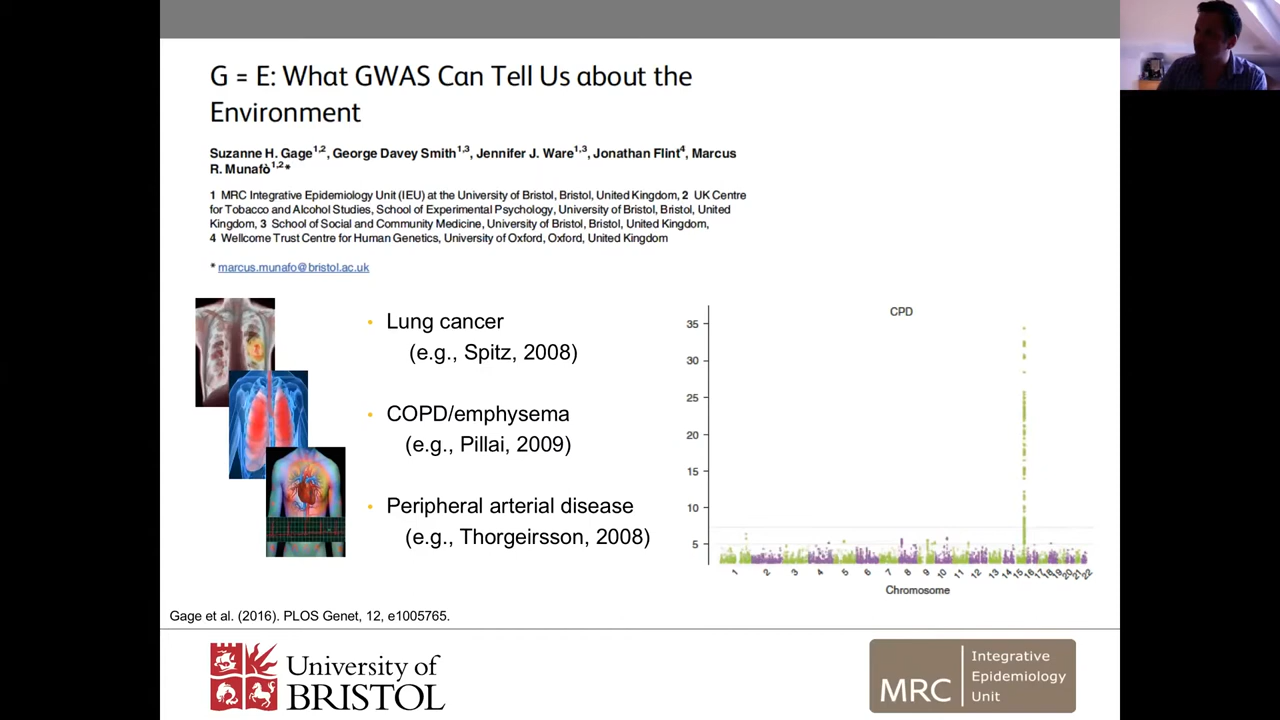 G = E: What GWAS Can Tell Us about the
Environment
Suzanne H. Gage1,2, George Davey Smith1,3, Jennifer J. Ware1,3, Jonathan Flint4, Marcus
R. Munafò1,2*
1 MRC Integrative Epidemiology Unit (IEU) at the University of Bristol, Bristol, United Kingdom, 2 UK Centre
for Tobacco and Alcohol Studies, School of Experimental Psychology, University of Bristol, Bristol, United
Kingdom, 3 School of Social and Community Medicine, University of Bristol, Bristol, United Kingdom,
4 Wellcome Trust Centre for Human Genetics, University of Oxford, Oxford, United Kingdom
* marcus.munafo@bristol.ac.uk
• Lung cancer
(e.g., Spitz, 2008)
• COPD/emphysema
(e.g., Pillai, 2009)
• Peripheral arterial disease
(e.g., Thorgeirsson, 2008)
CPD
35
30
25
20
15
10
5
1 2 3 4 5 6 7 8 9 10 11 12 13 14 15 16 17 18 19 20 21 22
Chromosome
Gage et al. (2016). PLOS Genet, 12, e1005765.
University of
BRISTOL
MRC
Integrative
Epidemiology
Unit